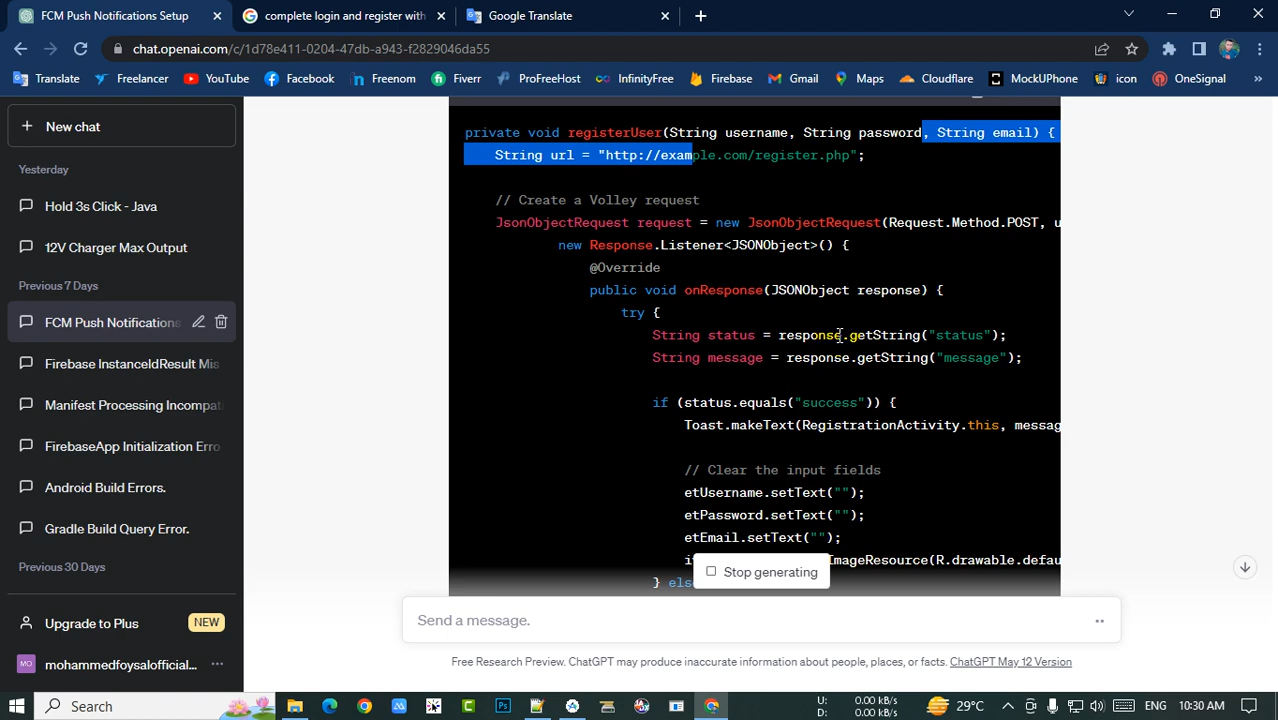 FCM Push Notifications Setup
complete login and register with
Google Translate
chat.openai.com/c/1d78e411-0204-47db-a943-f2829046da55
Translate Freelancer YouTube Facebook Freenom Fiverr ProFreeHost InfinityFree Firebase Gmail Maps Cloudflare MockUPhone icon OneSignal »
+ New chat
Yesterday
Hold 3s Click - Java
12V Charger Max Output
Previous 7 Days
FCM Push Notifications
Firebase InstanceIdResult Mis
Manifest Processing Incompat
FirebaseApp Initialization Erro
Android Build Errors.
Gradle Build Query Error.
Previous 30 Days
Upgrade to Plus NEW
MO mohammedfoysalofficial... ...
private void registerUser(String username, String password, String email) {
String url = "http://example.com/register.php";
// Create a Volley request
JsonObjectRequest request = new JsonObjectRequest(Request.Method.POST, u
new Response.Listener<JSONObject>() {
@Override
public void onResponse(JSONObject response) {
try {
String status = response.getString("status");
String message = response.getString("message");
if (status.equals("success")) {
Toast.makeText(RegistrationActivity.this, messag
// Clear the input fields
etUsername.setText("");
etPassword.setText("");
etEmail.setText("");
ImageResource(R.drawable.defau
} els
Stop generating
Send a message.
Free Research Preview. ChatGPT may produce inaccurate information about people, places, or facts. ChatGPT May 12 Version
Search
U: 0.00 kB/s
D: 0.00 kB/s
29°C
ENG
10:30 AM